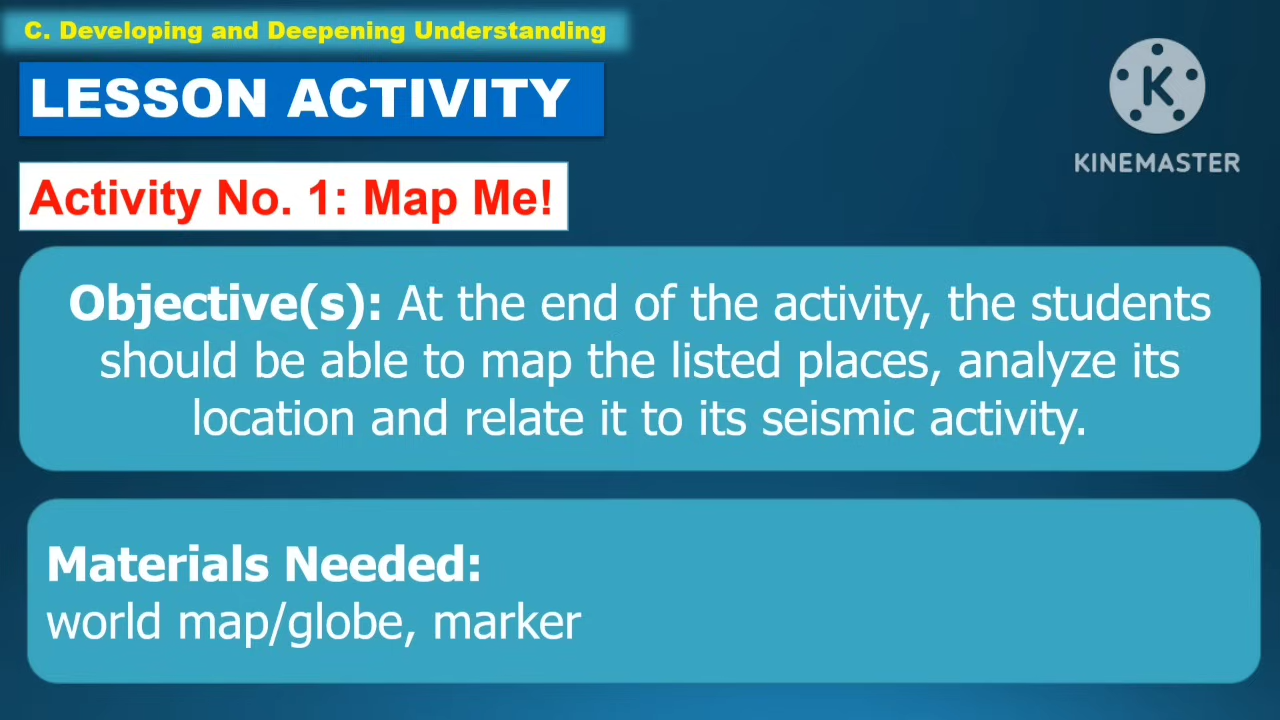 C. Developing and Deepening Understanding
LESSON ACTIVITY
K
KINEMASTER
Activity No. 1: Map Me!
Objective(s): At the end of the activity, the students
should be able to map the listed places, analyze its
location and relate it to its seismic activity.
Materials Needed:
world map/globe, marker